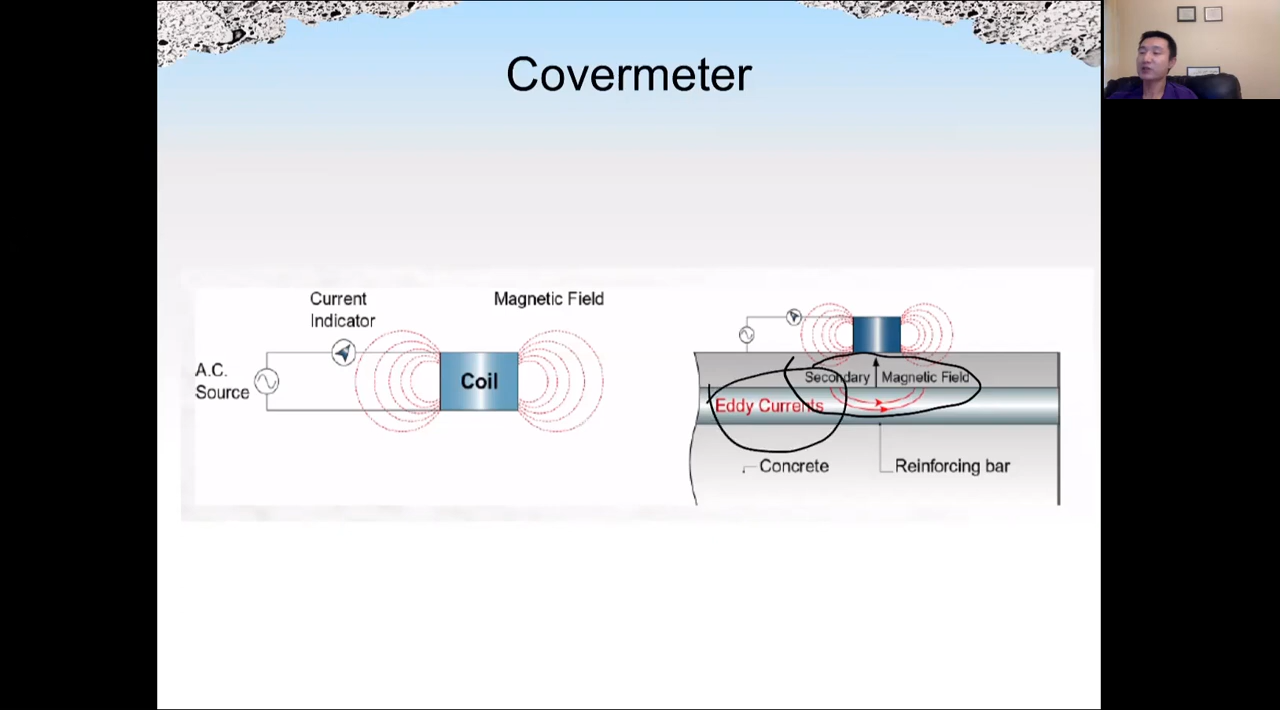 Covermeter
Current
Indicator
Magnetic Field
A.C.
Source
Coil
Secondary
Magnetic Field
Eddy Currents
Concrete
Reinforcing bar